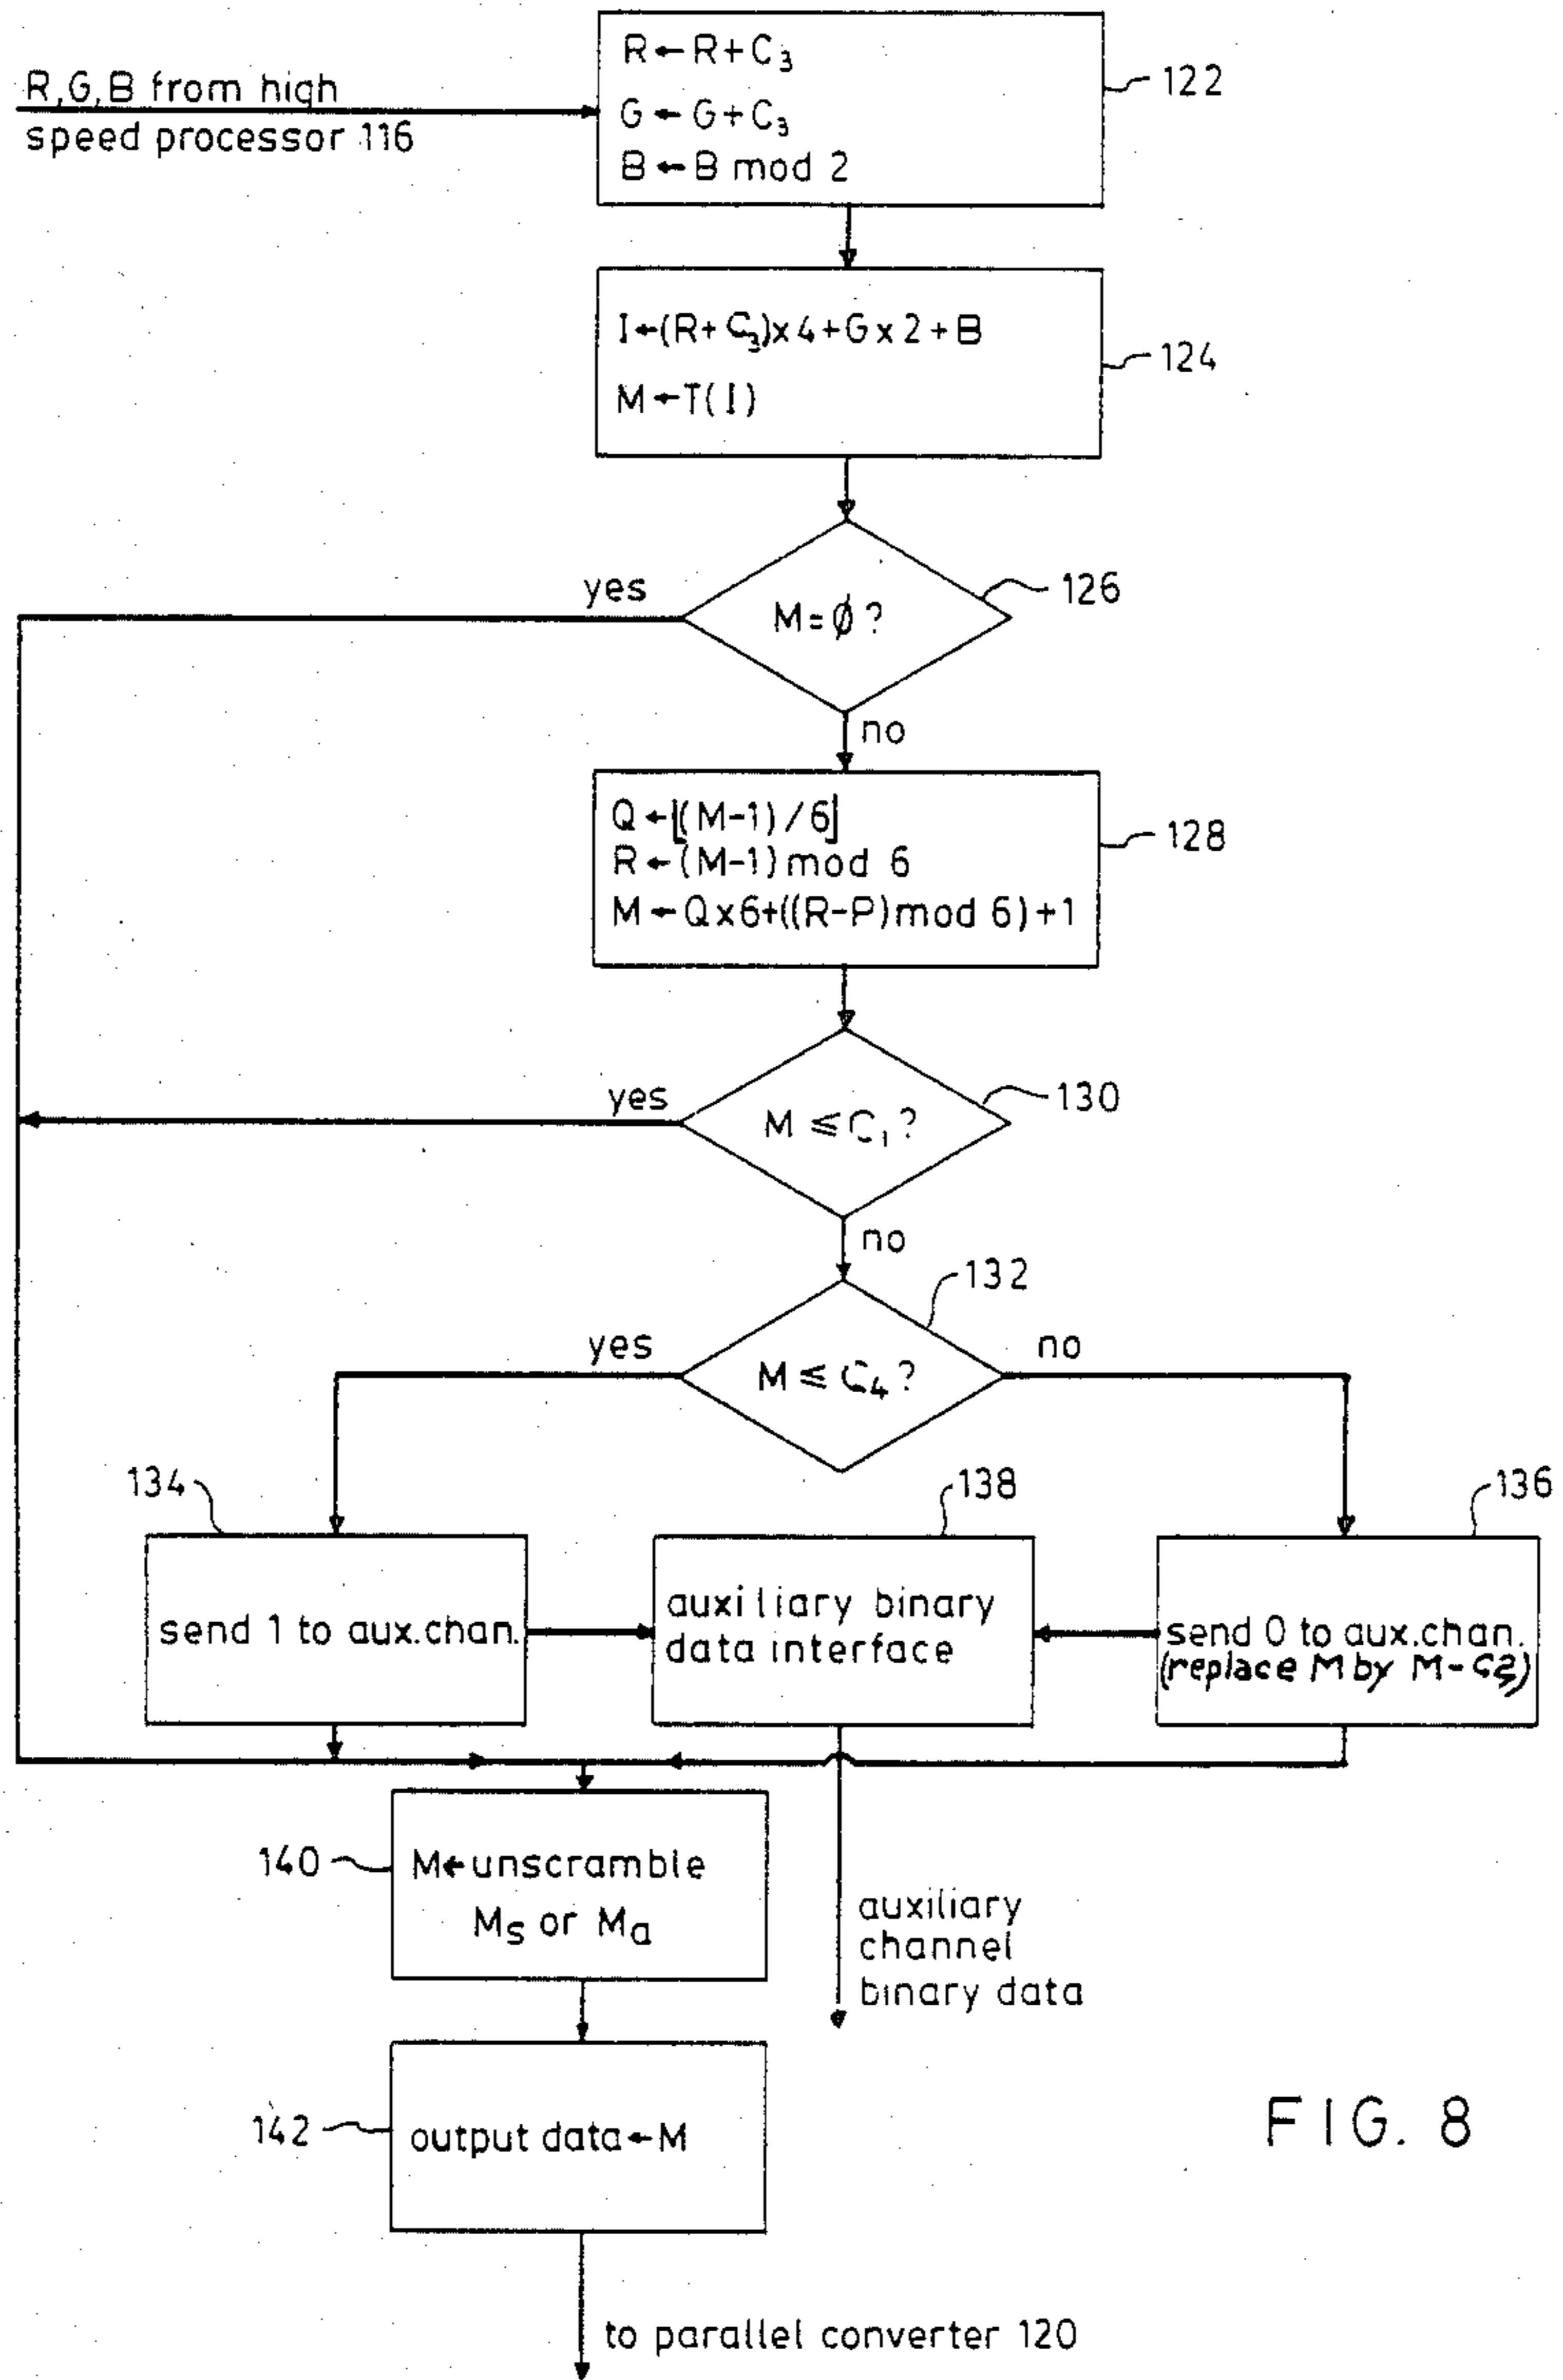 R,G,B from high
speed processor 116
R←R+C₃
G←G+C₃
B←B mod 2
122
I←(R+C₃)x4+Gx2+B
M←T(I)
124
yes
M=Ø?
126
no
Q←⌊(M-1)/6⌋
R←(M-1)mod 6
M←Qx6+((R-P)mod 6)+1
128
yes
M≤C₁?
130
no
132
yes
M≤C₄?
no
134
138
136
send 1 to aux.chan.
auxiliary binary
data interface
send 0 to aux.chan.
(replace M by M-C2)
140
M←unscramble
Ms or Ma
auxiliary
channel
binary data
142
output data←M
FIG. 8
to parallel converter 120